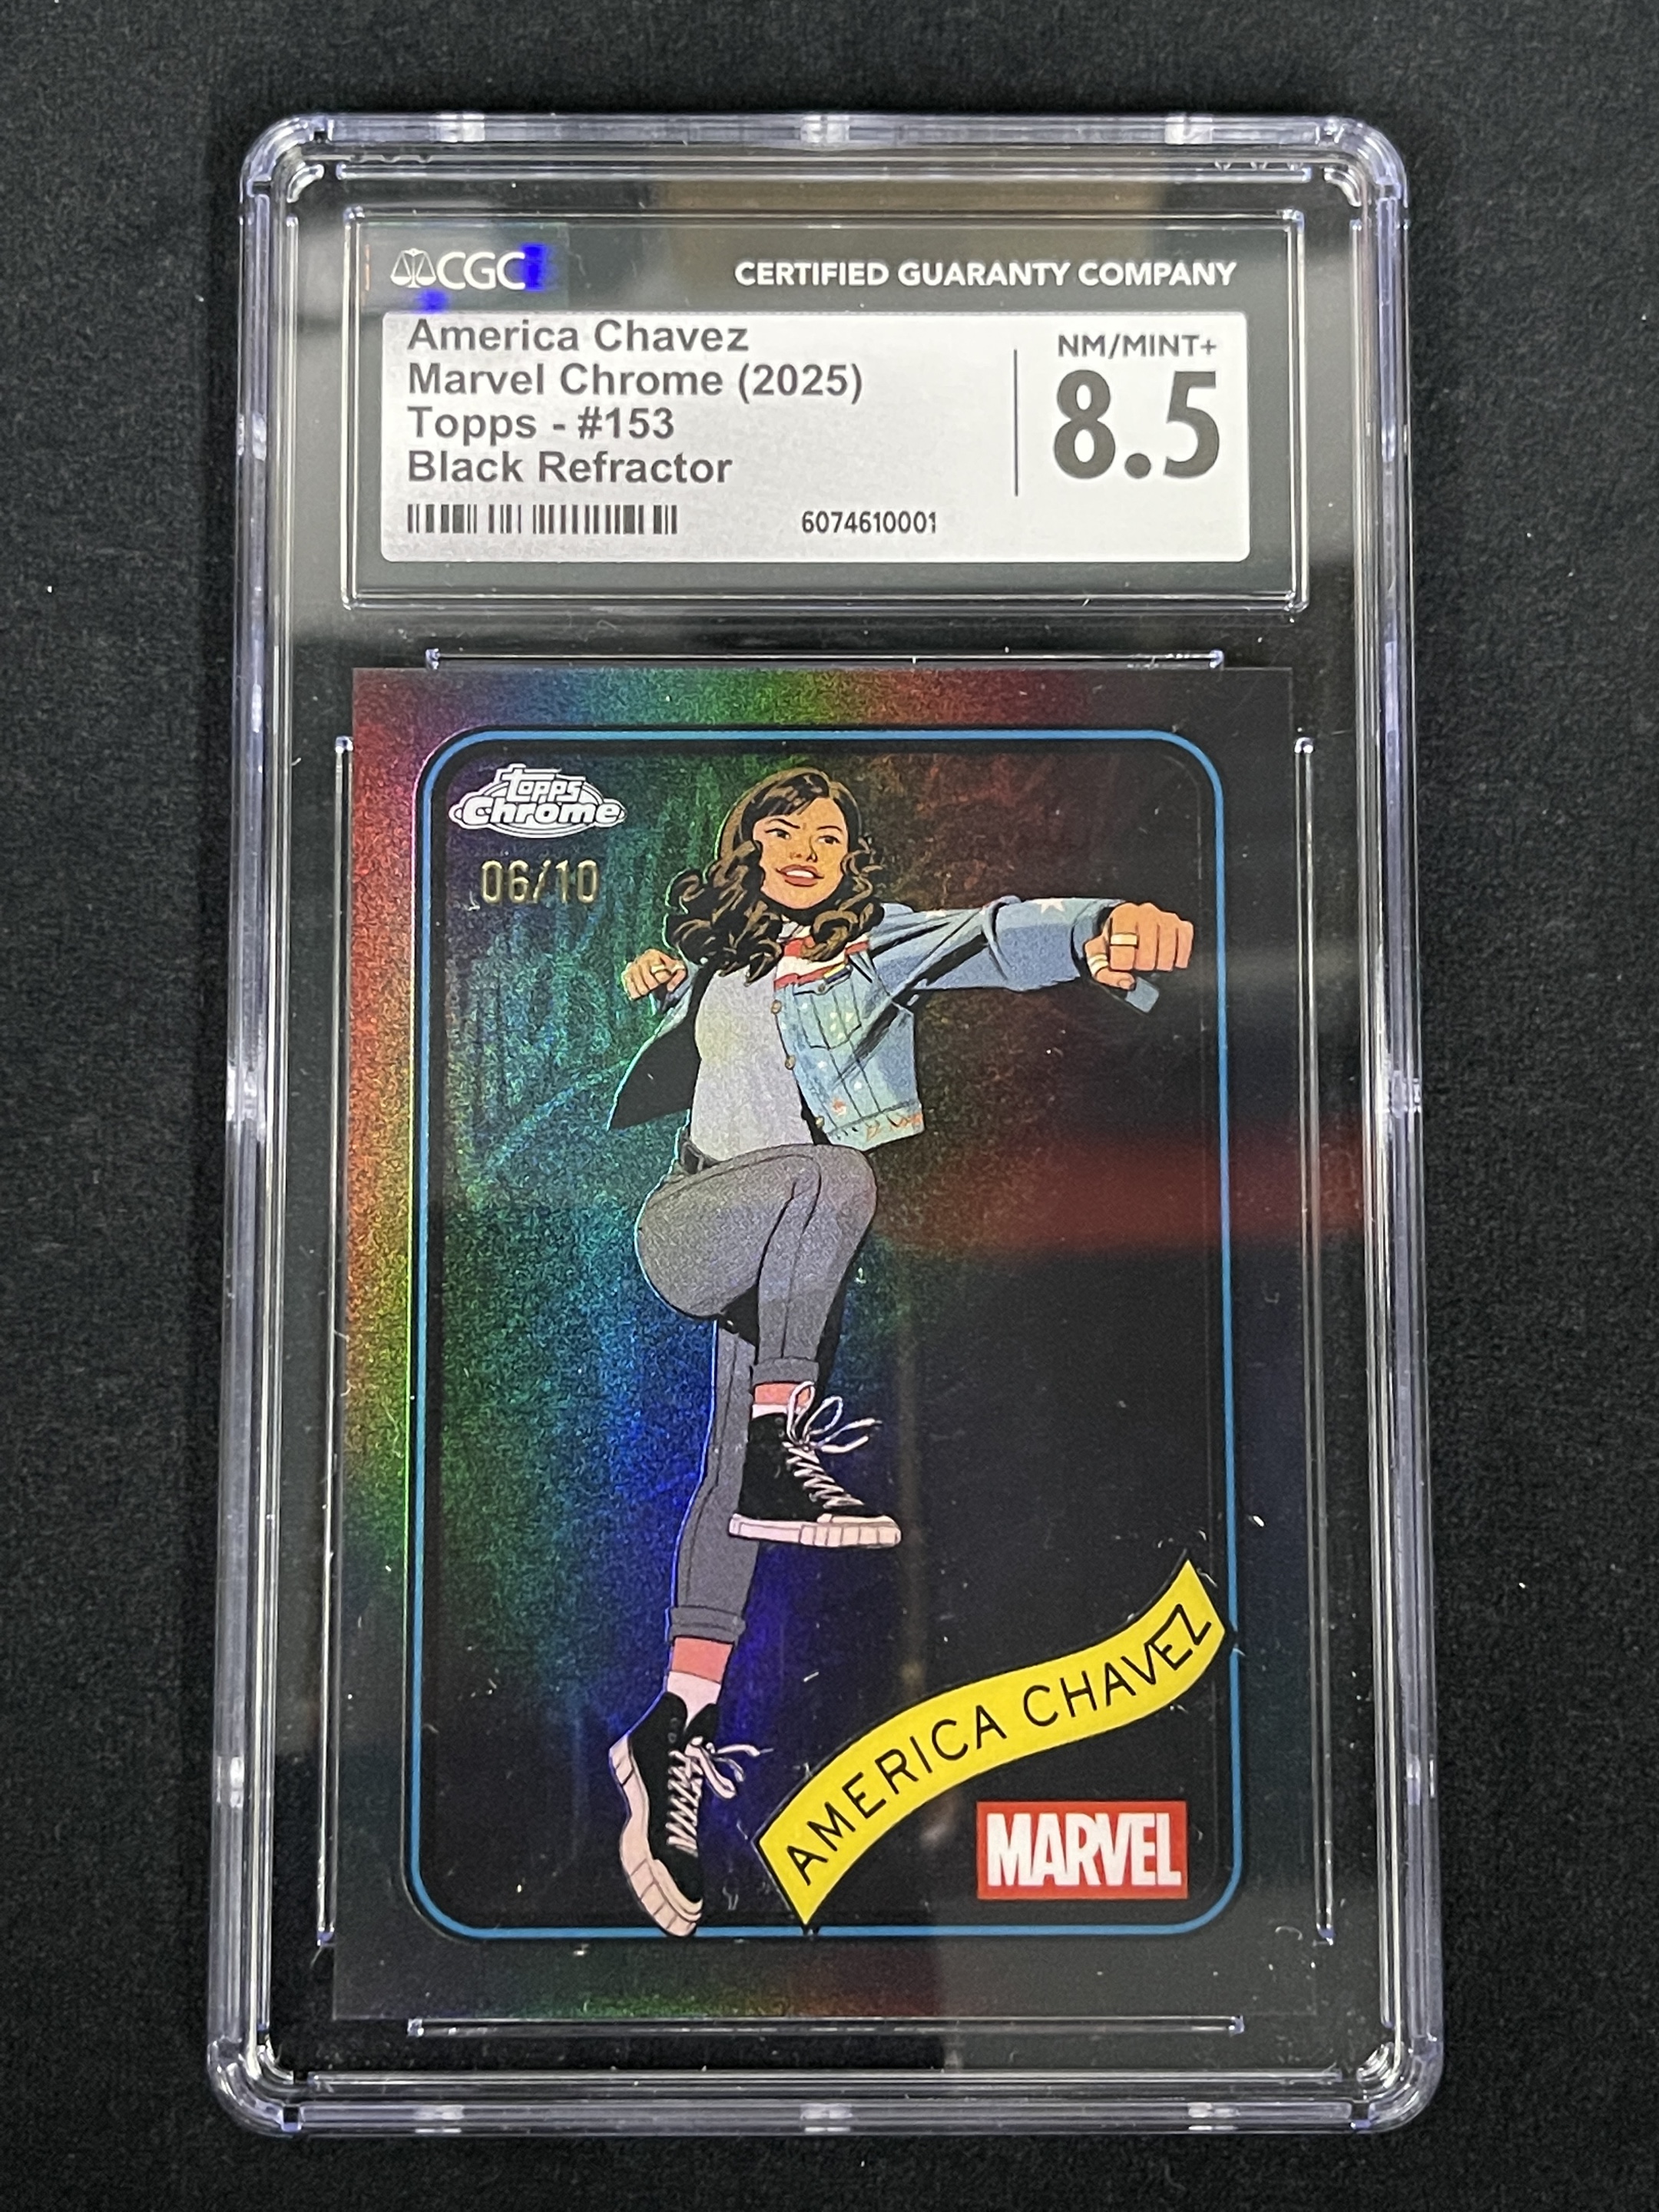 CGC
CERTIFIED GUARANTY COMPANY
America Chavez
Marvel Chrome (2025)
Topps - #153
Black Refractor
6074610001
NM/MINT+
8.5
topps
Chrome
06/10
AMERICA CHAVEZ
MARVEL